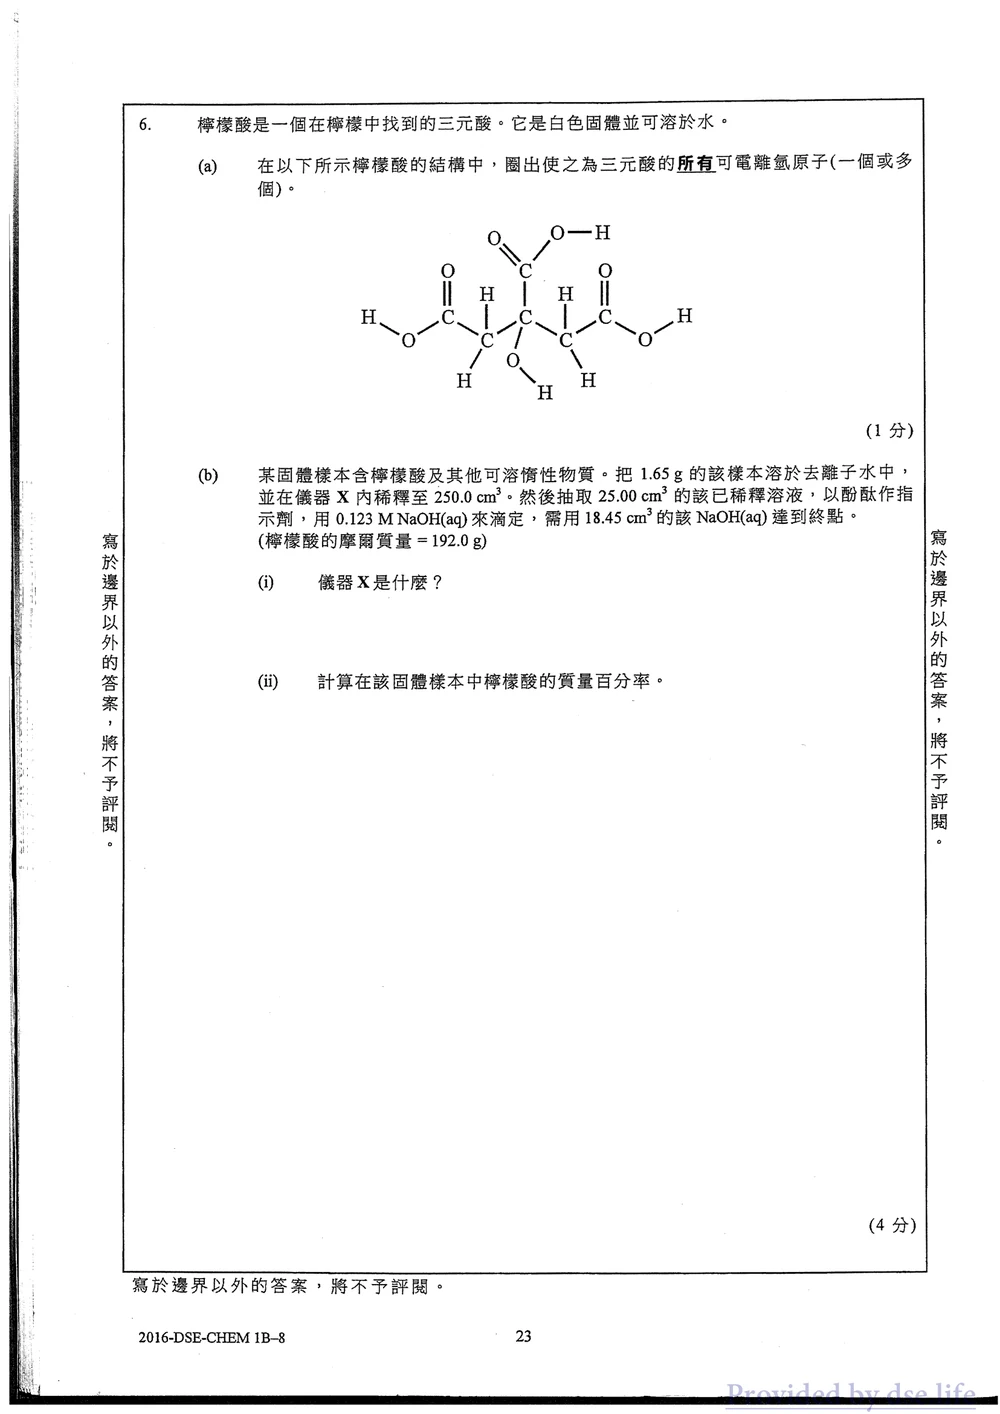 6. 檸檬酸是一個在檸檬中找到的三元酸。它是白色固體並可溶於水。
(a) 在以下所示檸檬酸的結構中，圈出使之為三元酸的所有可電離氫原子(一個或多
個)。
O O—H
O C O
H H
H C C C H
O C C O
H O H
H
(1 分)
(b) 某固體樣本含檸檬酸及其他可溶惰性物質。把 1.65 g 的該樣本溶於去離子水中，
並在儀器 X 內稀釋至 250.0 cm³。然後抽取 25.00 cm³ 的該已稀釋溶液，以酚酞作指
示劑，用 0.123 M NaOH(aq) 來滴定，需用 18.45 cm³ 的該 NaOH(aq) 達到終點。
(檸檬酸的摩爾質量 = 192.0 g)
(i) 儀器 X 是什麼？
(ii) 計算在該固體樣本中檸檬酸的質量百分率。
(4 分)
寫於邊界以外的答案，將不予評閱。
寫於邊界以外的答案，將不予評閱。
寫於邊界以外的答案，將不予評閱。
2016-DSE-CHEM 1B–8 23
Provided by dse.life